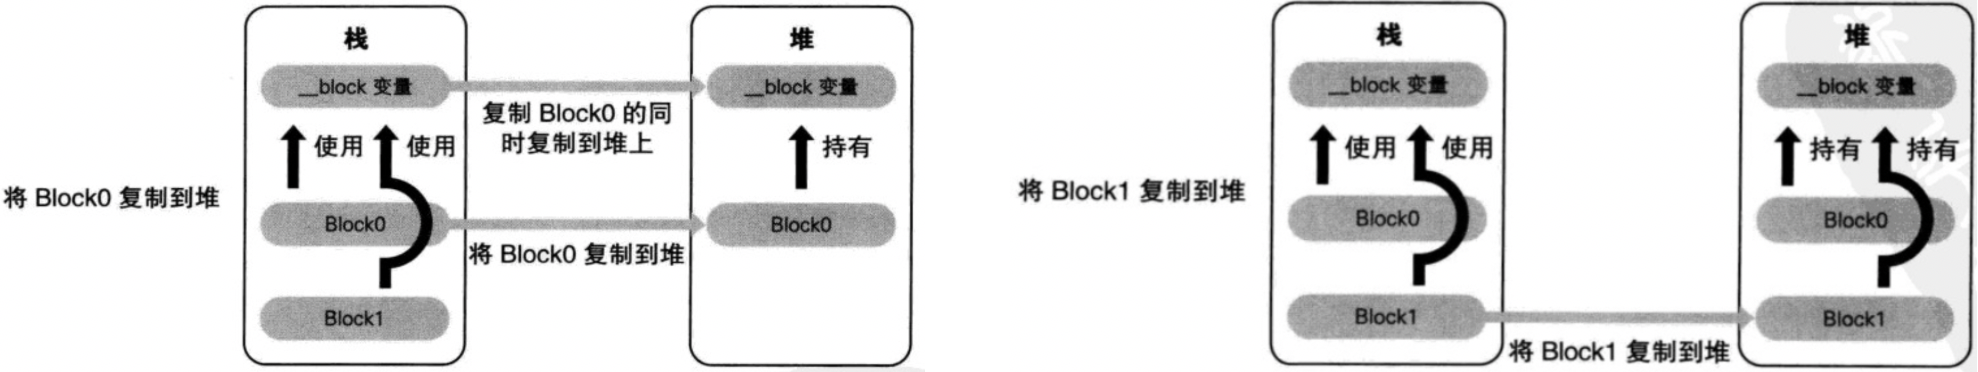 栈
__block 变量
使用
使用
将 Block0 复制到堆
Block0
Block1
复制 Block0 的同
时复制到堆上
将 Block0 复制到堆
堆
__block 变量
持有
Block0
将 Block1 复制到堆
栈
__block 变量
使用
使用
Block0
Block1
将 Block1 复制到堆
堆
__block 变量
持有
持有
Block0
Block1